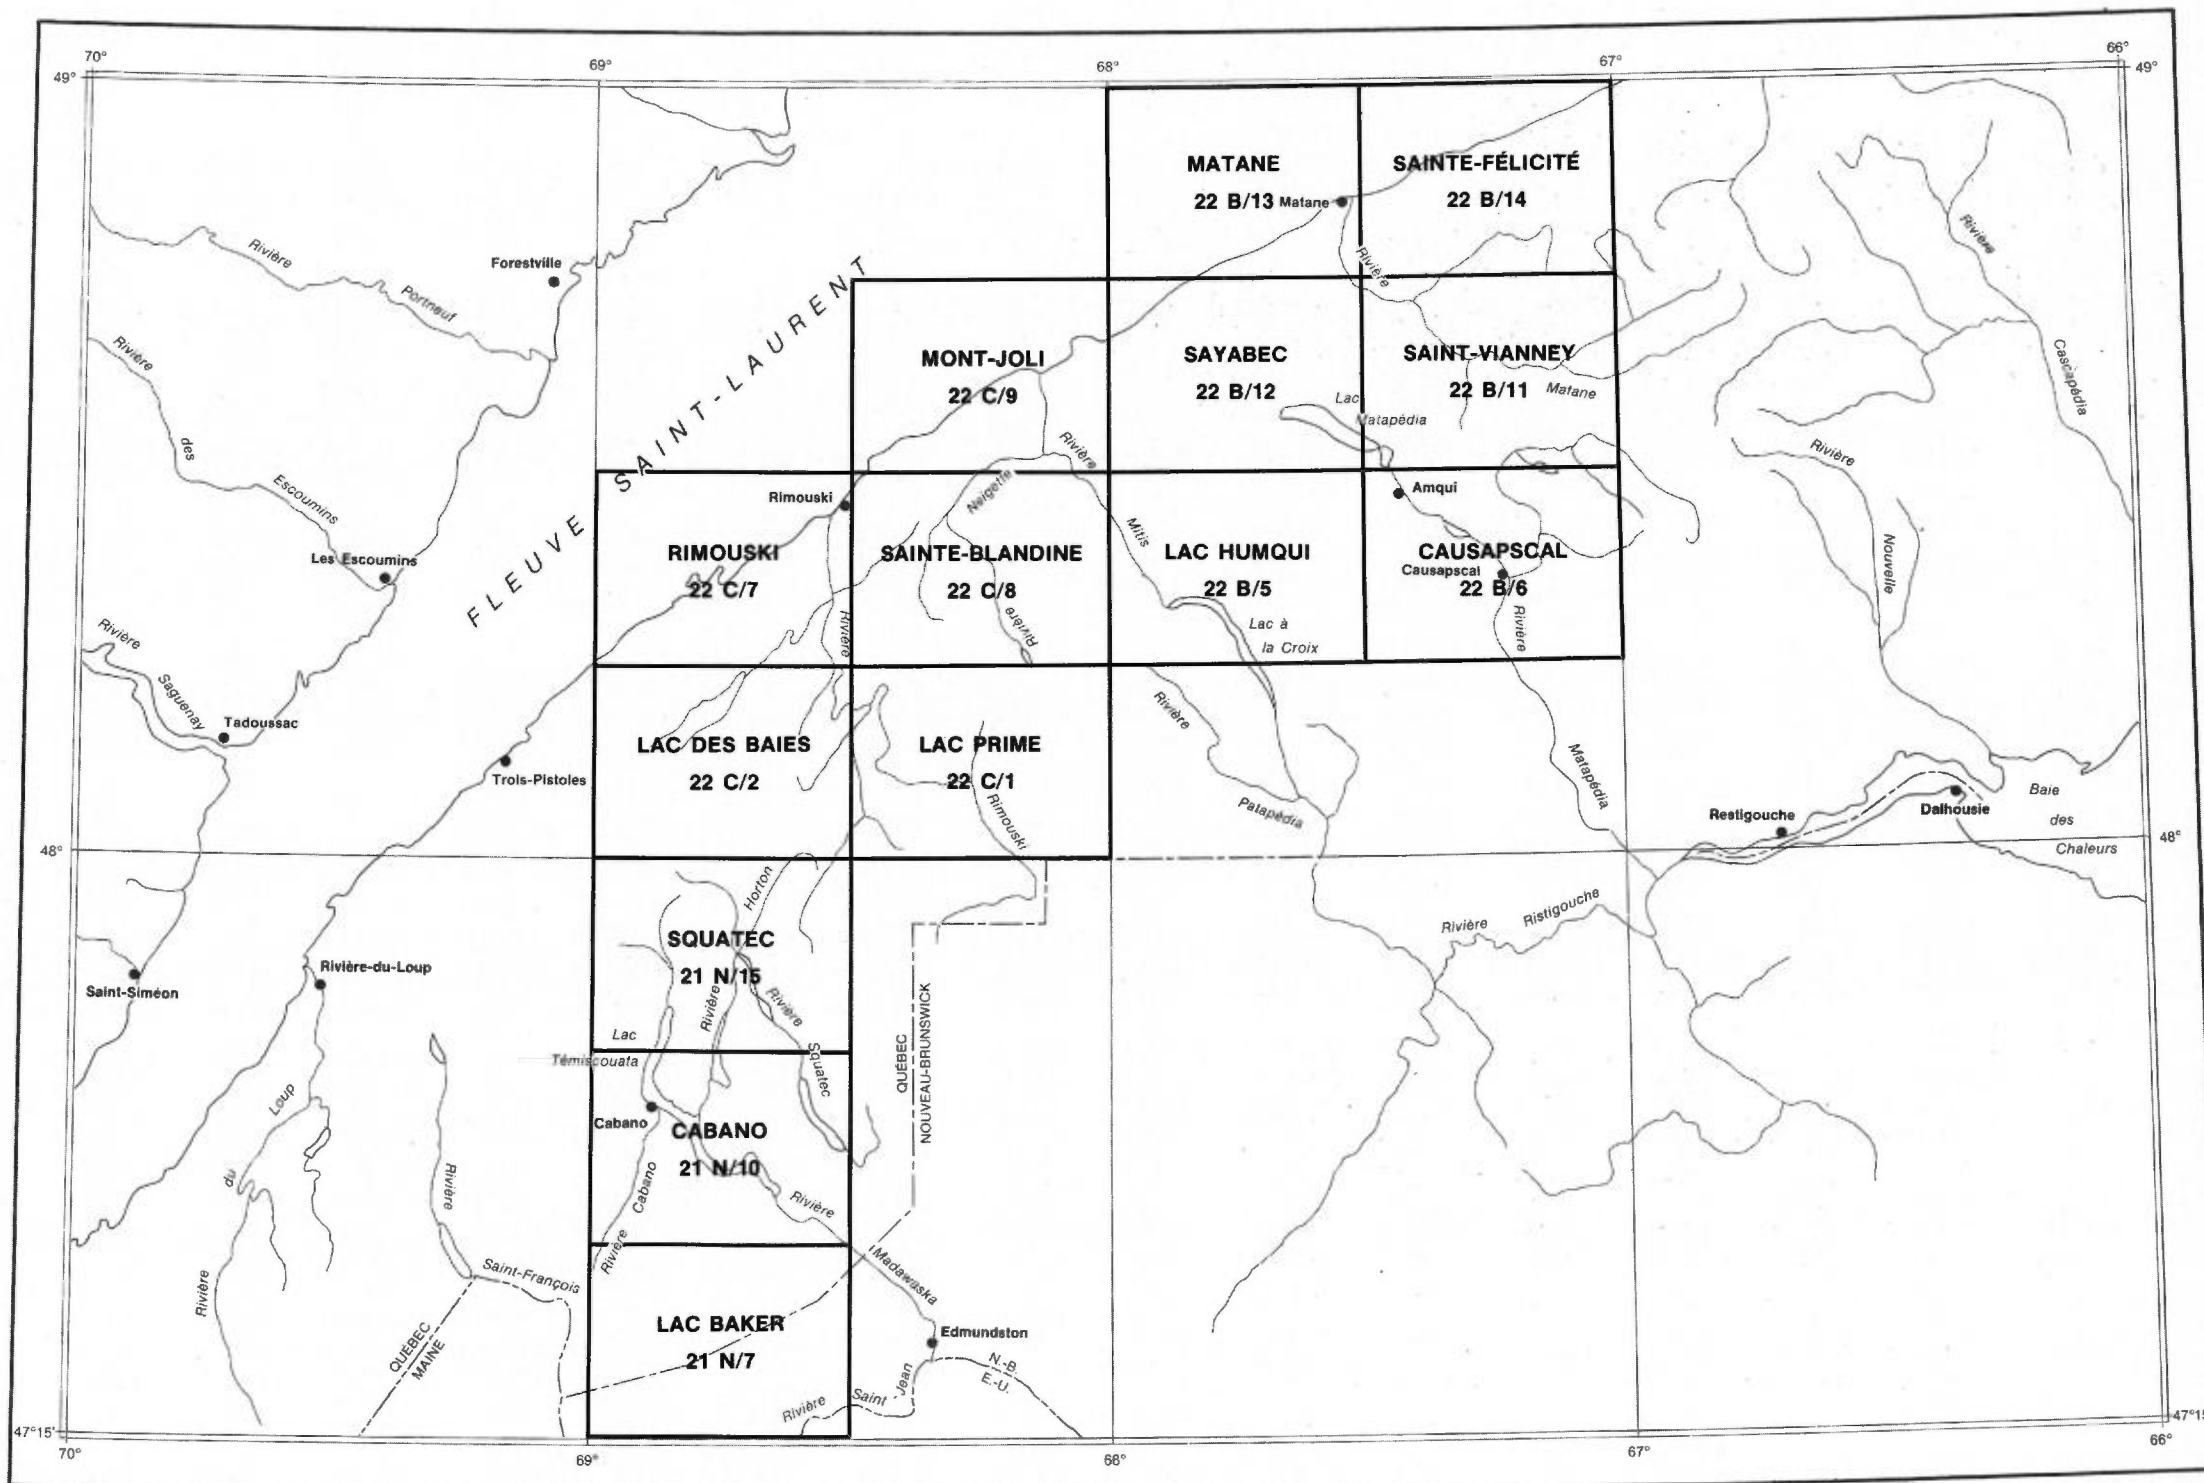 70°
69°
68°
67°
66°
49°
49°
MATANE
22 B/13
Matane
SAINTE-FÉLICITÉ
22 B/14
Rivière
Portneuf
Forestville
Rivière
Rivière
Cascapédia
FLEUVE SAINT-LAURENT
MONT-JOLI
22 C/9
SAYABEC
22 B/12
SAINT-VIANNEY
22 B/11
Matane
Lac
Matapédia
Rivière
des
Escoumins
Les Escoumins
Rivière
Mitis
Neigette
Rivière
Rivière
Nouvelle
Rimouski
RIMOUSKI
22 C/7
SAINTE-BLANDINE
22 C/8
LAC HUMQUI
22 B/5
Lac à
la Croix
Amqui
CAUSAPSCAL
Causapscal
22 B/6
Rivière
Matapédia
Rivière
Saguenay
Tadoussac
Trois-Pistoles
Rivière
LAC DES BAIES
22 C/2
LAC PRIME
22 C/1
Rimouski
Rivière
Patapédia
Restigouche
Dalhousie
Baie
des
Chaleurs
48°
48°
Horton
Rivière
SQUATEC
21 N/15
Rivière
Squatec
Rivière
Ristigouche
Saint-Siméon
Rivière-du-Loup
Lac
Témiscouata
QUÉBEC
NOUVEAU-BRUNSWICK
Loup
du
Rivière
Cabano
CABANO
21 N/10
Cabano
Rivière
Rivière
Madawaska
Rivière
Saint-François
QUÉBEC
MAINE
LAC BAKER
21 N/7
Edmundston
N.-B.
E.-U.
Rivière
Saint-Jean
47°15'
47°15
70°
69°
68°
67°
66°